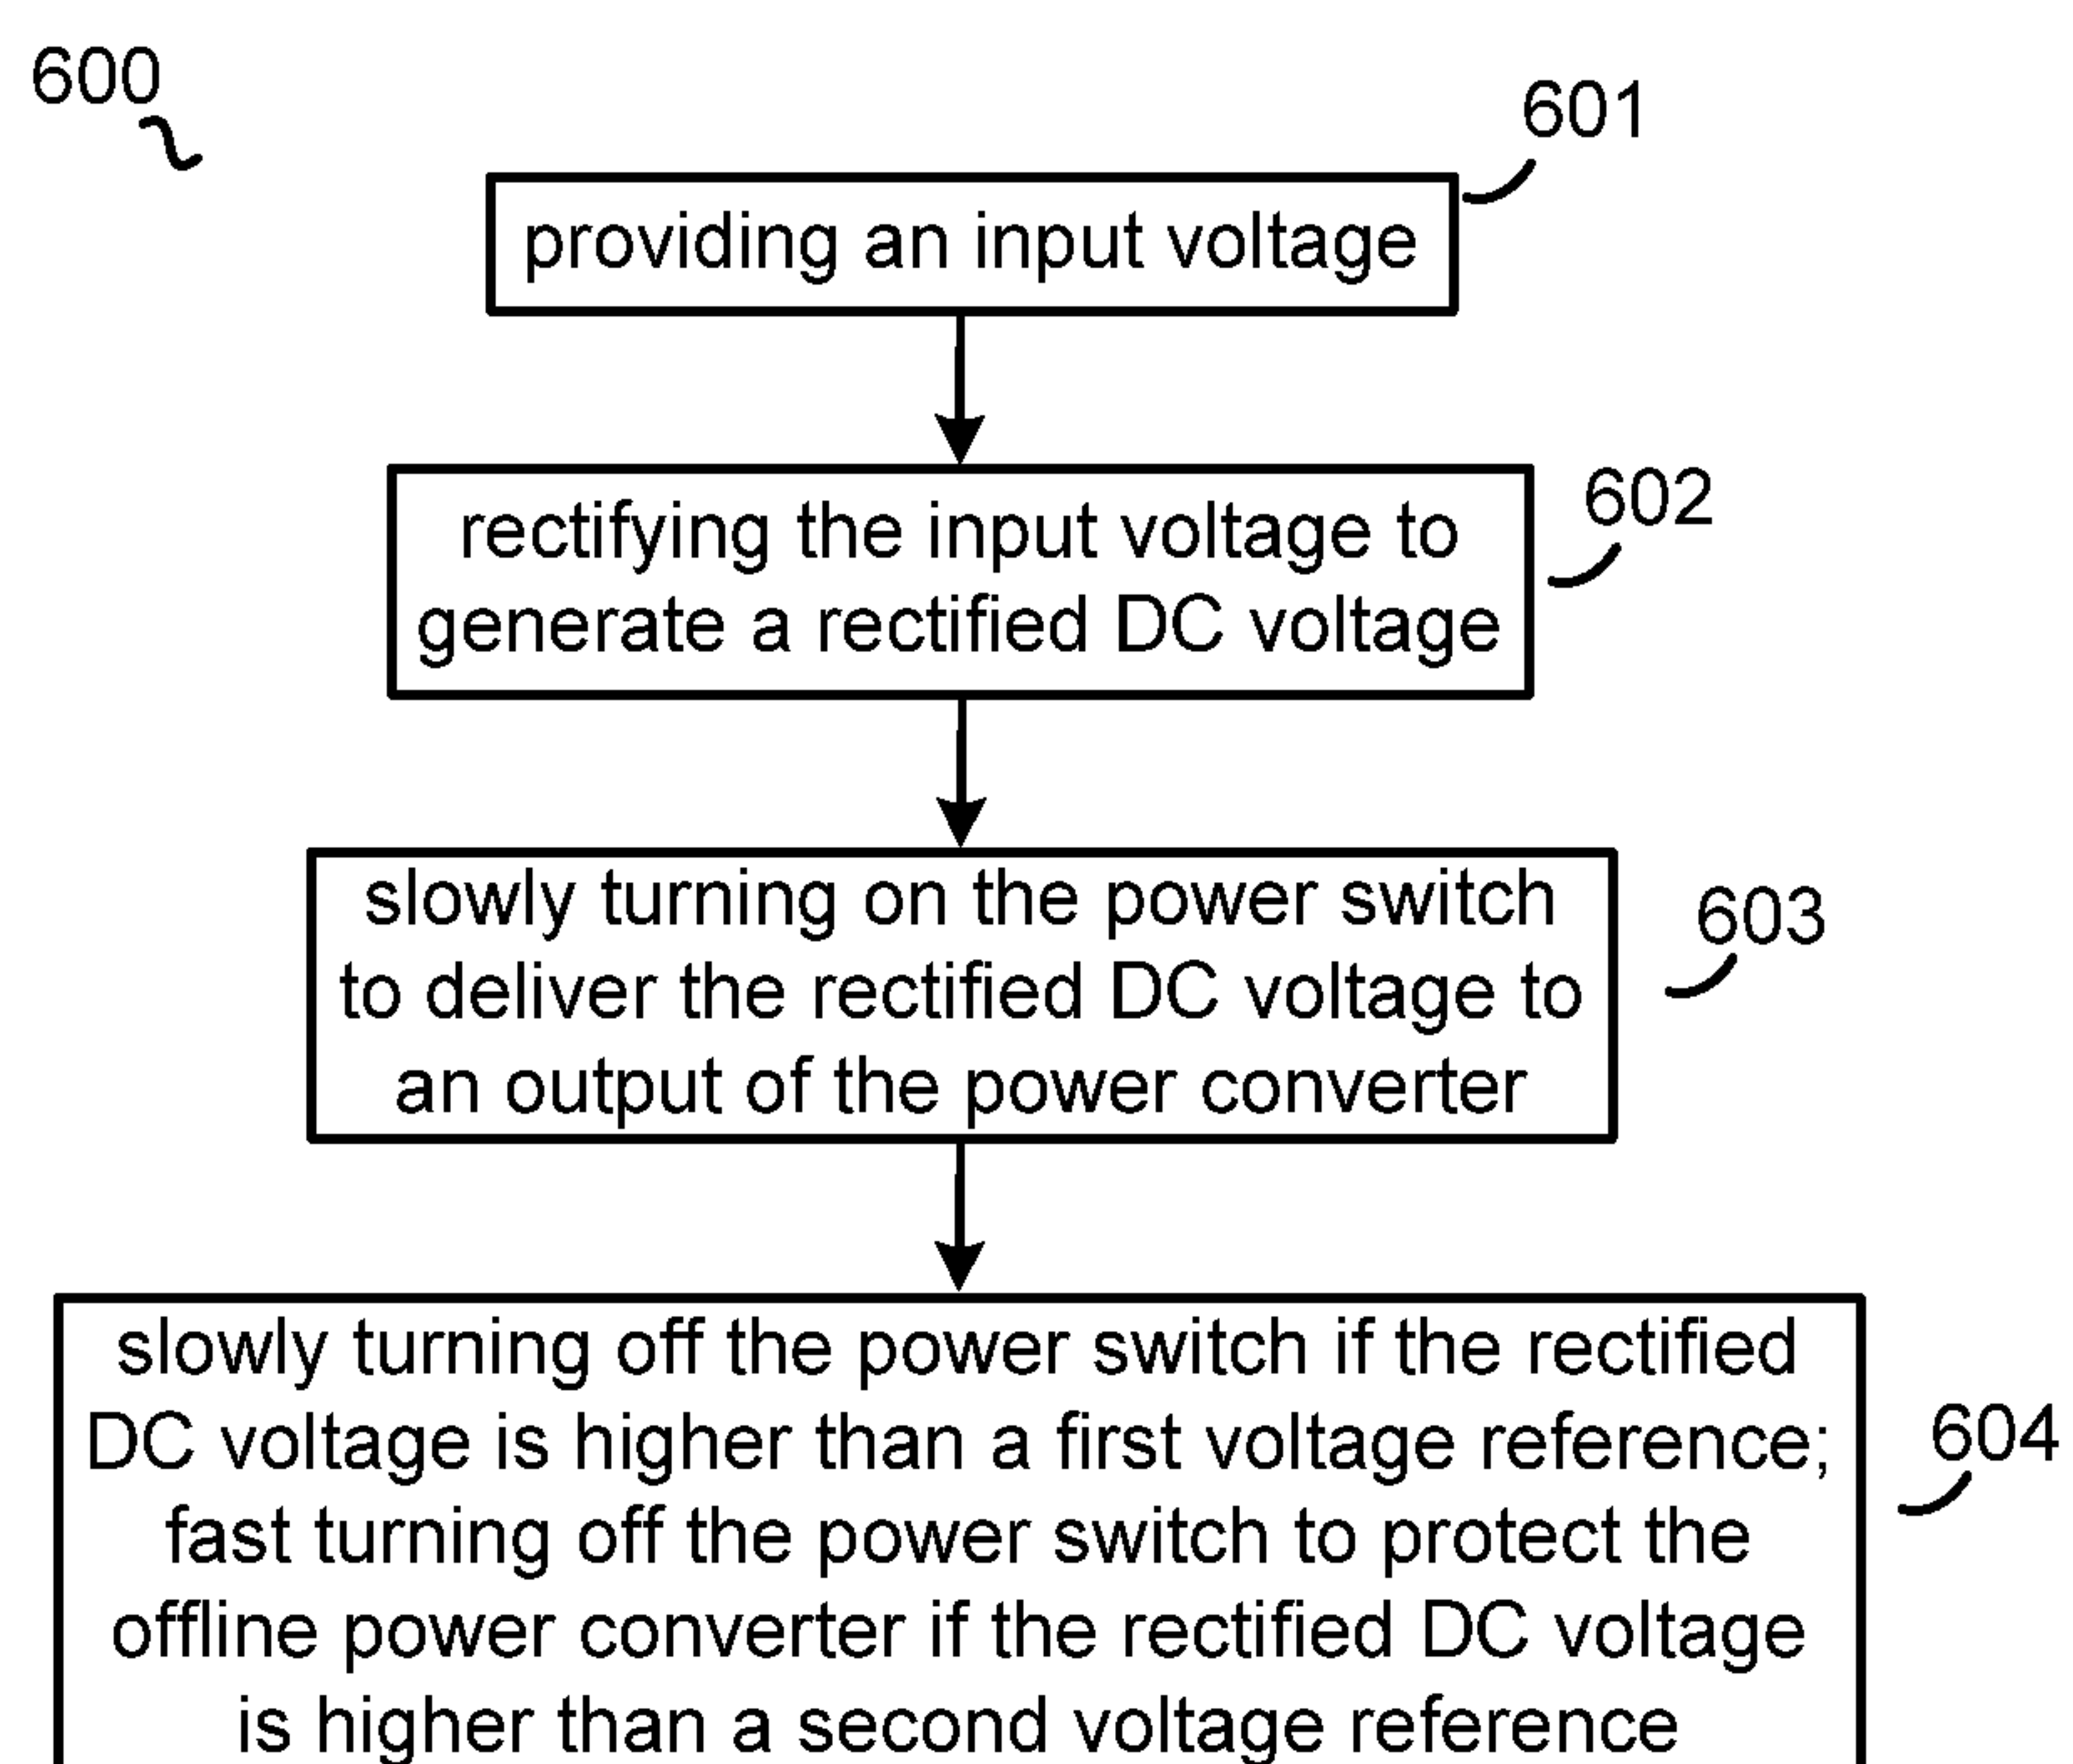 600
601
providing an input voltage
602
rectifying the input voltage to
generate a rectified DC voltage
603
slowly turning on the power switch
to deliver the rectified DC voltage to
an output of the power converter
604
slowly turning off the power switch if the rectified
DC voltage is higher than a first voltage reference;
fast turning off the power switch to protect the
offline power converter if the rectified DC voltage
is higher than a second voltage reference